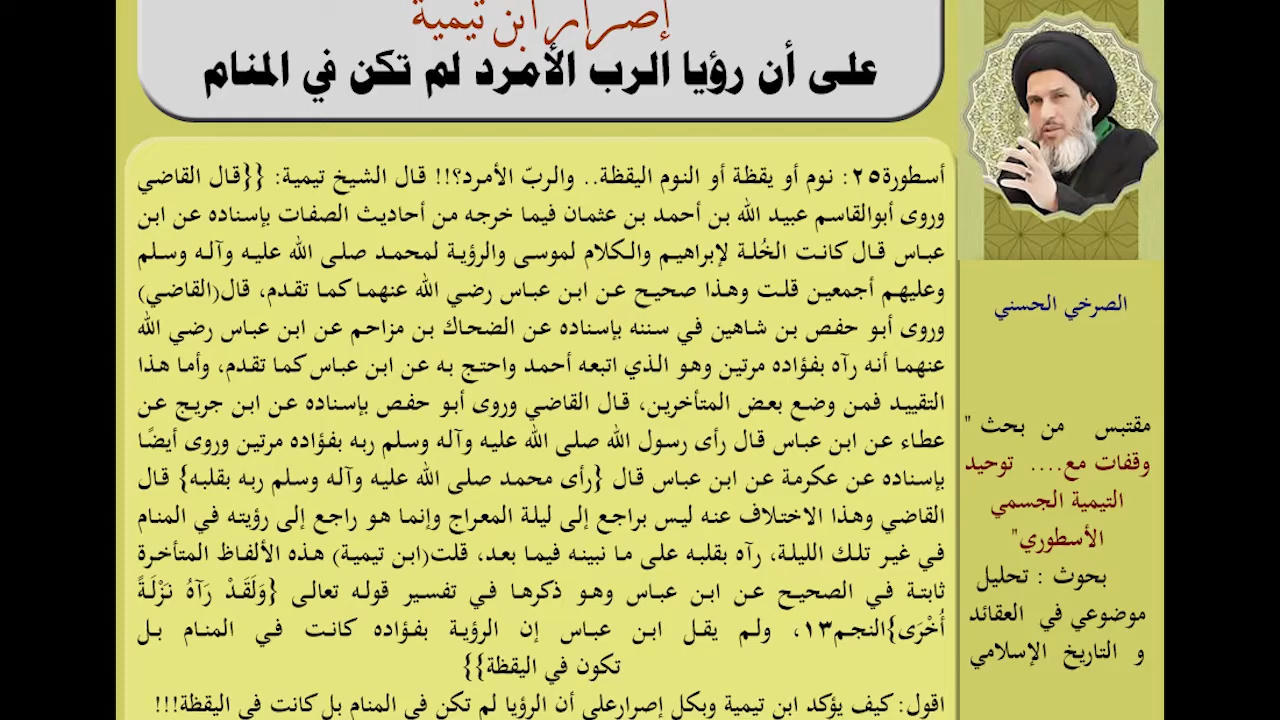 إصرار ابن تيمية
على أن رؤيا الرب الأمرد لم تكن في المنام
أسطورة٢٥: نوم أو يقظة أو النوم اليقظة.. والربّ الأمرد؟!! قال الشيخ تيمية: {{قال القاضي
وروى أبوالقاسم عبيد الله بن أحمد بن عثمان فيما خرجه من أحاديث الصفات بإسناده عن ابن
عباس قال كانت الخُلة لإبراهيم والكلام لموسى والرؤية لمحمد صلى الله عليه وآله وسلم
وعليهم أجمعين قلت وهذا صحيح عن ابن عباس رضي الله عنهما كما تقدم، قال(القاضي)
وروى أبو حفص بن شاهين في سننه بإسناده عن الضحاك بن مزاحم عن ابن عباس رضي الله
عنهما أنه رآه بفؤاده مرتين وهو الذي اتبعه أحمد واحتج به عن ابن عباس كما تقدم، وأما هذا
التقييد فمن وضع بعض المتأخرين، قال القاضي وروى أبو حفص بإسناده عن ابن جريج عن
عطاء عن ابن عباس قال رأى رسول الله صلى الله عليه وآله وسلم ربه بفؤاده مرتين وروى أيضًا
بإسناده عن عكرمة عن ابن عباس قال {رأى محمد صلى الله عليه وآله وسلم ربه بقلبه} قال
القاضي وهذا الاختلاف عنه ليس براجع إلى ليلة المعراج وإنما هو راجع إلى رؤيته في المنام
في غير تلك الليلة، رآه بقلبه على ما نبينه فيما بعد، قلت(ابن تيمية) هذه الألفاظ المتأخرة
ثابتة في الصحيح عن ابن عباس وهو ذكرها في تفسير قوله تعالى {وَلَقَدْ رَآهُ نَزْلَةً
أُخْرَى}النجم١٣، ولم يقل ابن عباس إن الرؤية بفؤاده كانت في المنام بل
تكون في اليقظة}}
اقول: كيف يؤكد ابن تيمية وبكل إصرارعلى أن الرؤيا لم تكن في المنام بل كانت في اليقظة!!!
الصرخي الحسني
مقتبس من بحث "
وقفات مع.... توحيد
التيمية الجسمي
الأسطوري"
بحوث : تحليل
موضوعي في العقائد
و التاريخ الإسلامي